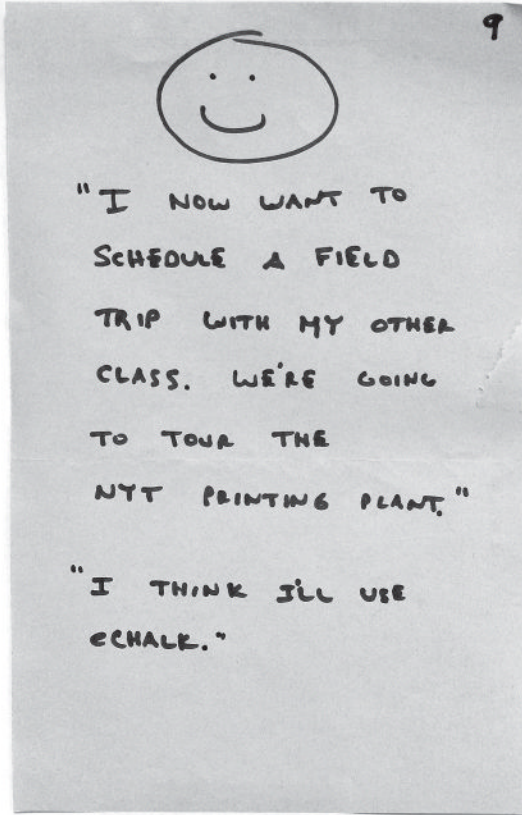 9
"I NOW WANT TO
SCHEDULE A FIELD
TRIP WITH MY OTHER
CLASS. WE'RE GOING
TO TOUR THE
NYT PRINTING PLANT."
"I THINK I'LL USE
eCHALK."